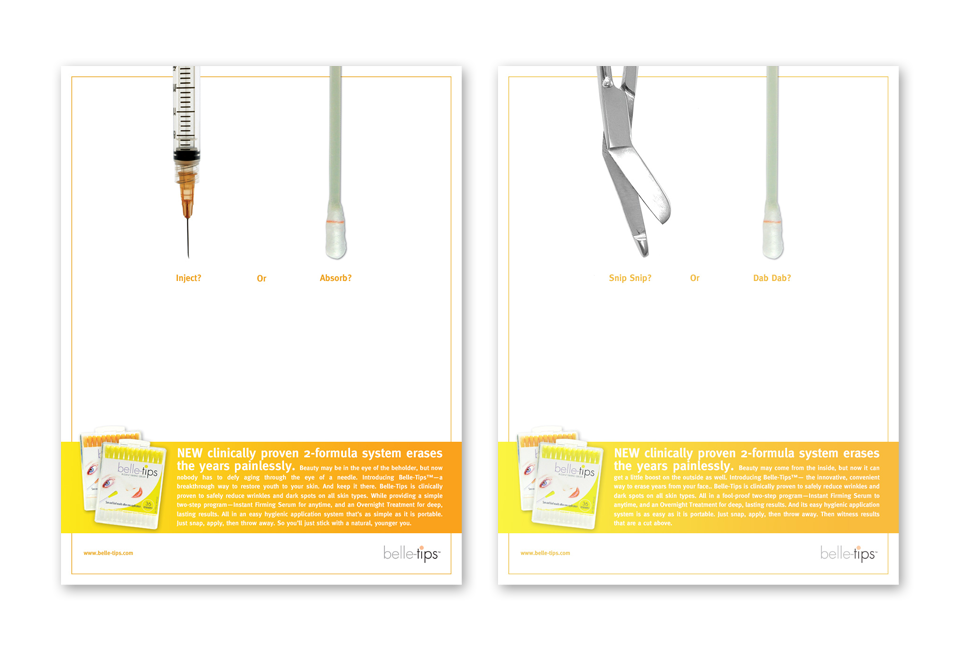 Inject?
Or
Absorb?
NEW clinically proven 2-formula system erases
the years painlessly. Beauty may be in the eye of the beholder, but now
nobody has to defy aging through the eye of a needle. Introducing Belle-Tips™—a
breakthrough way to restore youth to your skin. And keep it there. Belle-Tips is clinically
proven to safely reduce wrinkles and dark spots on all skin types. While providing a simple
two-step program—Instant Firming Serum for anytime, and an Overnight Treatment for deep,
lasting results. All in an easy hygienic application system that's as simple as it is portable.
Just snap, apply, then throw away. So you'll just stick with a natural, younger you.
belle-tips
www.belle-tips.com
belle-tips™
Snip Snip?
Or
Dab Dab?
NEW clinically proven 2-formula system erases
the years painlessly. Beauty may come from the inside, but now it can
get a little boost on the outside as well. Introducing Belle-Tips™— the innovative, convenient
way to erase years from your face.. Belle-Tips is clinically proven to safely reduce wrinkles and
dark spots on all skin types. All in a fool-proof two-step program—Instant Firming Serum for
anytime, and an Overnight Treatment for deep, lasting results. And its easy hygienic application
system is as easy as it is portable. Just snap, apply, then throw away. Then witness results
that are a cut above.
belle-tips
www.belle-tips.com
belle-tips™